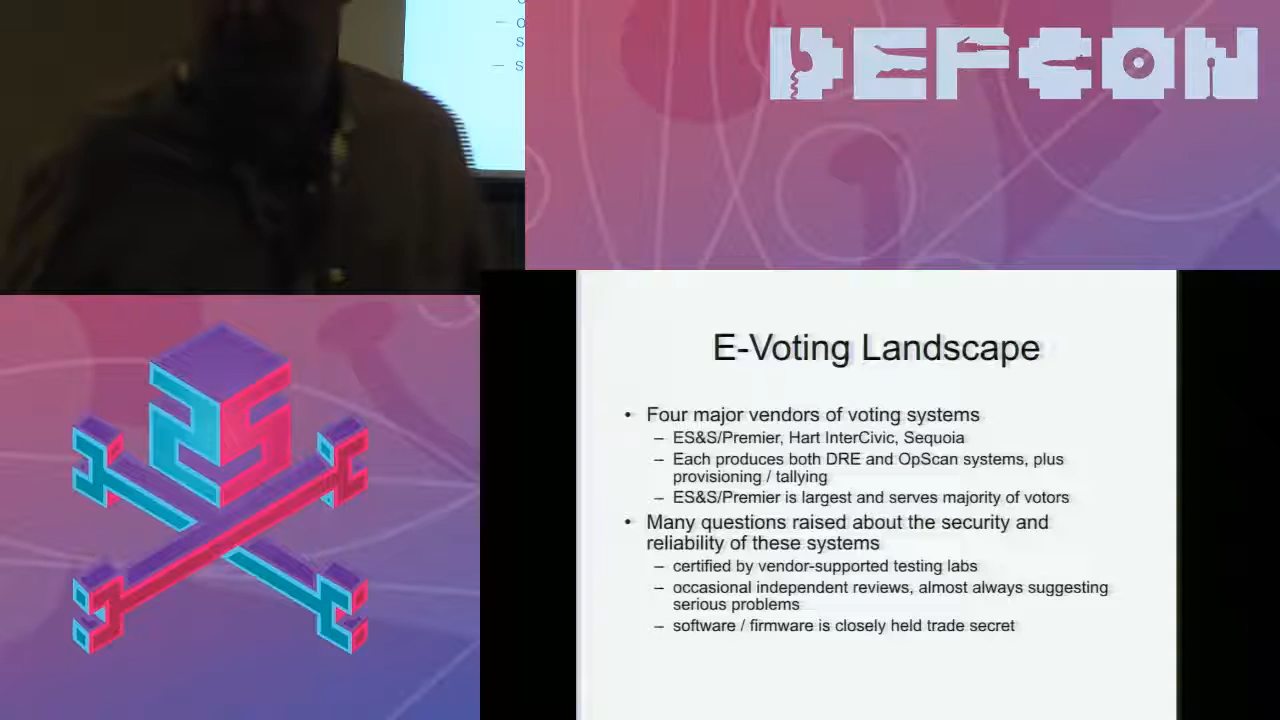 DEFCON
E-Voting Landscape
• Four major vendors of voting systems
– ES&S/Premier, Hart InterCivic, Sequoia
– Each produces both DRE and OpScan systems, plus
provisioning / tallying
– ES&S/Premier is largest and serves majority of votors
• Many questions raised about the security and
reliability of these systems
– certified by vendor-supported testing labs
– occasional independent reviews, almost always suggesting
serious problems
– software / firmware is closely held trade secret